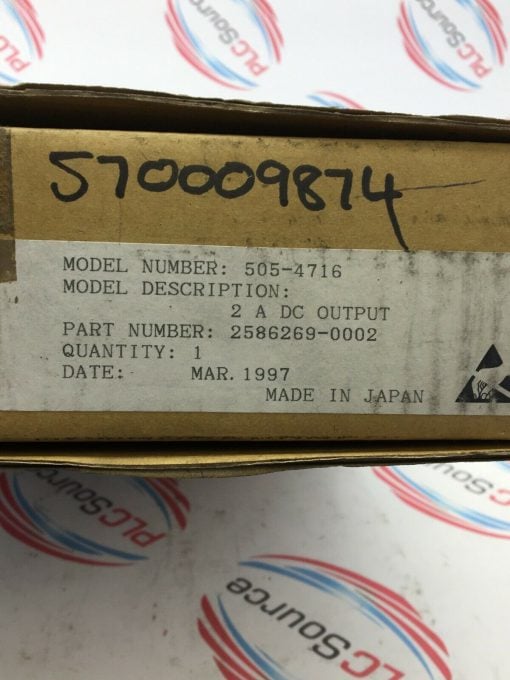 PLCSource
PLCSource
570009874
MODEL NUMBER: 505-4716
MODEL DESCRIPTION:
2 A DC OUTPUT
PART NUMBER: 2586269-0002
QUANTITY: 1
DATE: MAR. 1997
MADE IN JAPAN
PLCSource
PLCSource
PLCSource